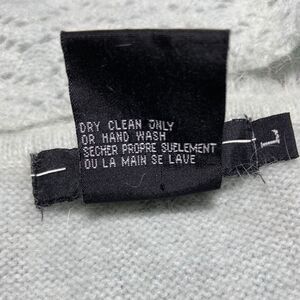 DRY CLEAN ONLY
OR HAND WASH
SECHER PROPRE SUELEMENT
OU LA MAIN SE LAVE
L